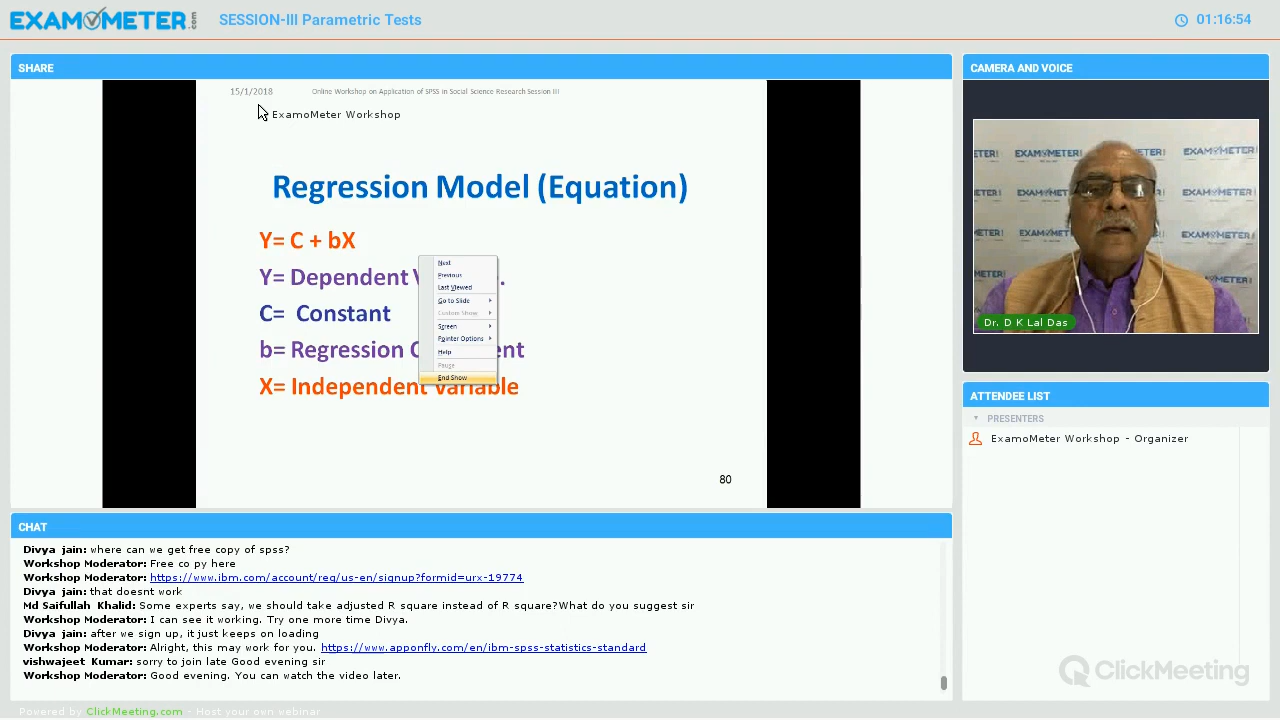 EXAMOMETER.com
SESSION-III Parametric Tests
01:16:54
SHARE
15/1/2018
Online Workshop on Application of SPSS in Social Science Research Session III
ExamoMeter Workshop
Regression Model (Equation)
Y= C + bX
Y= Dependent V
C= Constant
b= Regression C ent
X= Independent Variable
Next
Previous
Last Viewed
Go to Slide
Custom Show
Screen
Pointer Options
Help
Pause
End Show
80
CAMERA AND VOICE
Dr. D K Lal Das
ATTENDEE LIST
PRESENTERS
ExamoMeter Workshop - Organizer
CHAT
Divya jain: where can we get free copy of spss?
Workshop Moderator: Free co py here
Workshop Moderator: https://www.ibm.com/account/reg/us-en/signup?formid=urx-19774
Divya jain: that doesnt work
Md Saifullah Khalid: Some experts say, we should take adjusted R square instead of R square?What do you suggest sir
Workshop Moderator: I can see it working. Try one more time Divya.
Divya jain: after we sign up, it just keeps on loading
Workshop Moderator: Alright, this may work for you. https://www.apponfly.com/en/ibm-spss-statistics-standard
vishwajeet Kumar: sorry to join late Good evening sir
Workshop Moderator: Good evening. You can watch the video later.
ClickMeeting
Powered by ClickMeeting.com - Host your own webinar